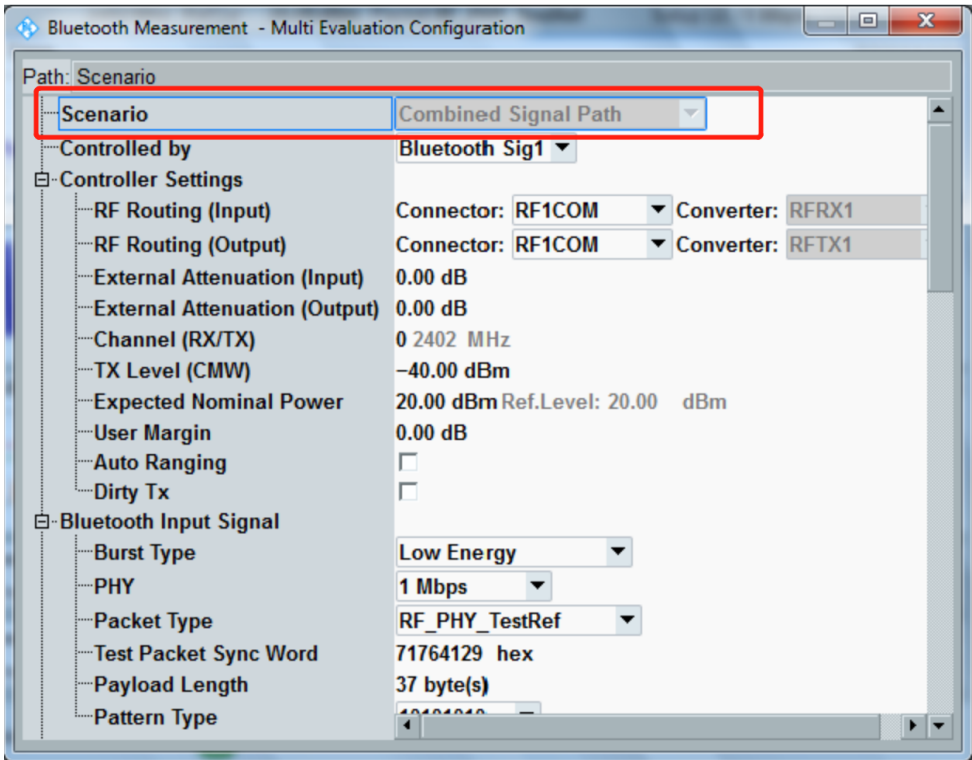 Bluetooth Measurement - Multi Evaluation Configuration
Path: Scenario
Scenario Combined Signal Path
Controlled by Bluetooth Sig1
Controller Settings
RF Routing (Input) Connector: RF1COM Converter: RFRX1
RF Routing (Output) Connector: RF1COM Converter: RFTX1
External Attenuation (Input) 0.00 dB
External Attenuation (Output) 0.00 dB
Channel (RX/TX) 0 2402 MHz
TX Level (CMW) −40.00 dBm
Expected Nominal Power 20.00 dBm Ref.Level: 20.00 dBm
User Margin 0.00 dB
Auto Ranging
Dirty Tx
Bluetooth Input Signal
Burst Type Low Energy
PHY 1 Mbps
Packet Type RF_PHY_TestRef
Test Packet Sync Word 71764129 hex
Payload Length 37 byte(s)
Pattern Type